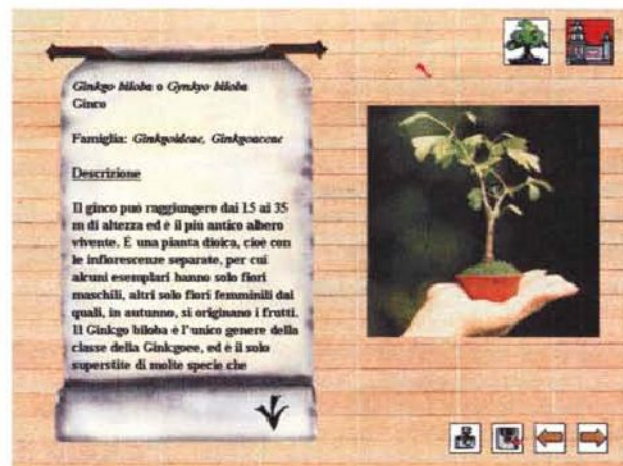 Ginkgo biloba o Gynkyo biloba
Ginco
Famiglia: Ginkgoideae, Ginkgoaceae
Descrizione
Il ginco può raggiungere dai 15 ai 35
m di altezza ed è il più antico albero
vivente. È una pianta dioica, cioè con
le infiorescenze separate, per cui
alcuni esemplari hanno solo fiori
maschili, altri solo fiori femminili dai
quali, in autunno, si originano i frutti.
Il Ginkgo biloba è l'unico genere della
classe della Ginkgoee, ed è il solo
superstite di molte specie che